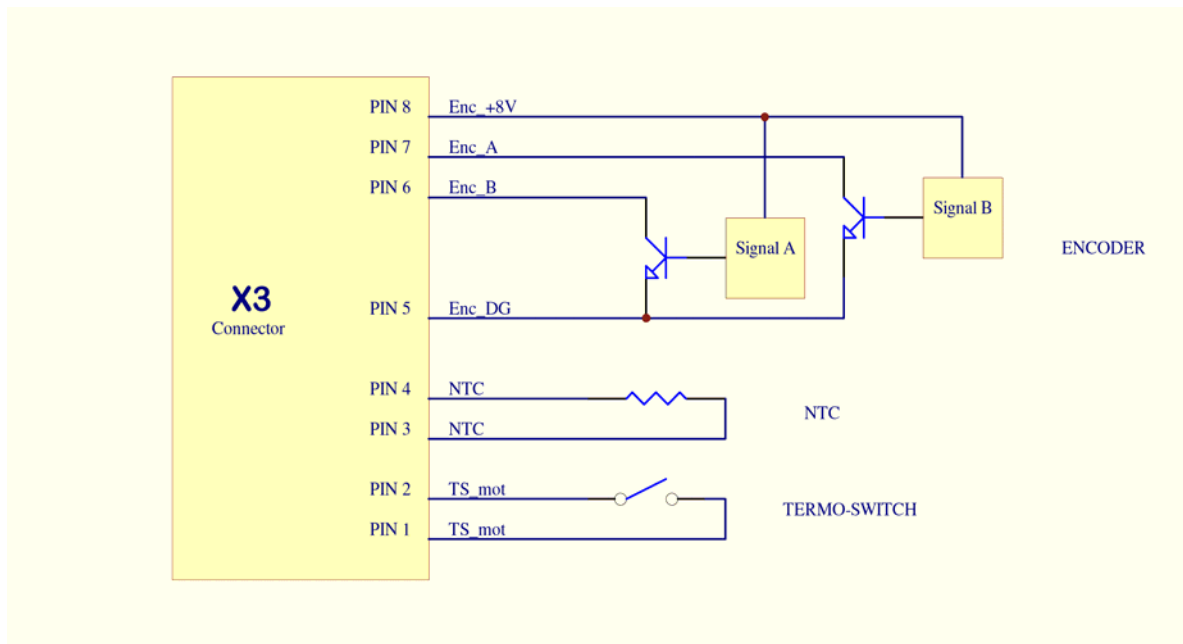 PIN 8 Enc_+8V
PIN 7 Enc_A
PIN 6 Enc_B
Signal B
Signal A
ENCODER
X3
Connector
PIN 5 Enc_DG
PIN 4 NTC
NTC
PIN 3 NTC
PIN 2 TS_mot
TERMO-SWITCH
PIN 1 TS_mot